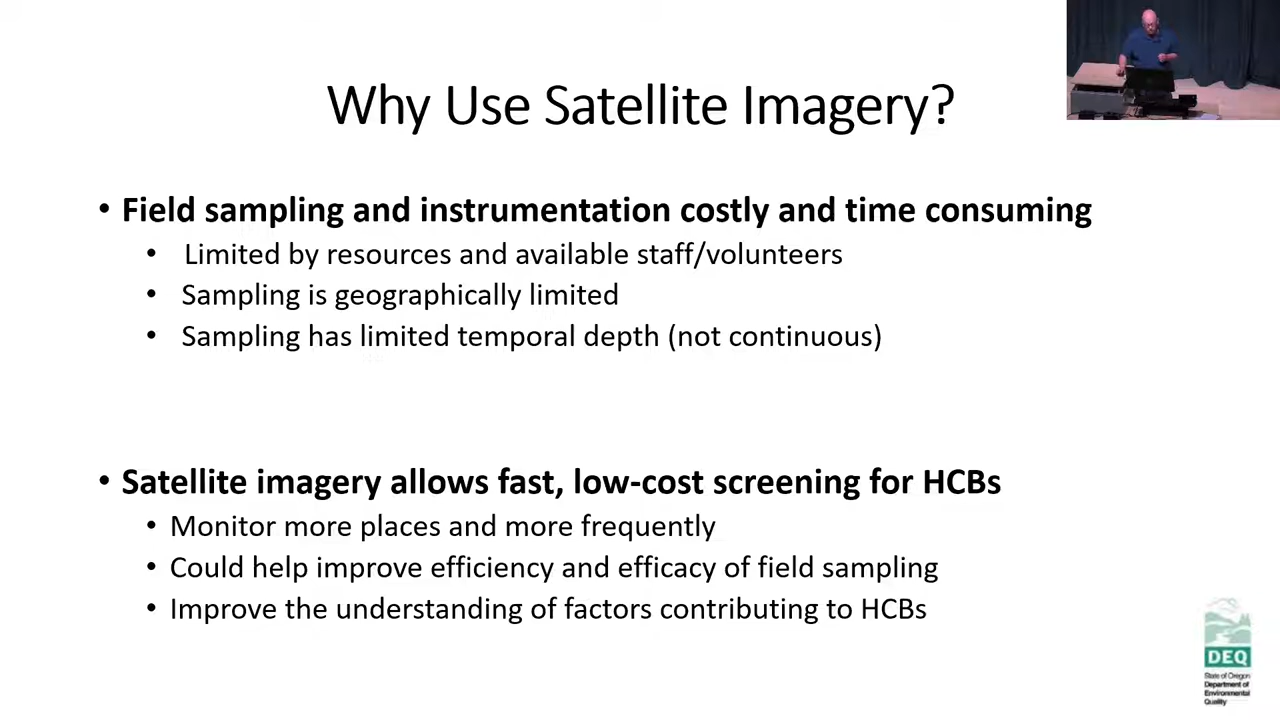 Why Use Satellite Imagery?
• Field sampling and instrumentation costly and time consuming
• Limited by resources and available staff/volunteers
• Sampling is geographically limited
• Sampling has limited temporal depth (not continuous)
• Satellite imagery allows fast, low-cost screening for HCBs
• Monitor more places and more frequently
• Could help improve efficiency and efficacy of field sampling
• Improve the understanding of factors contributing to HCBs
DEQ
State of Oregon
Department of
Environmental
Quality